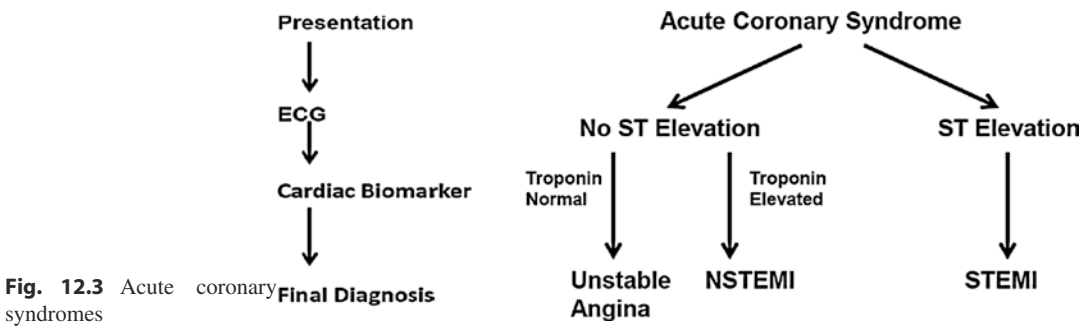 Presentation
ECG
Cardiac Biomarker
Final Diagnosis
Acute Coronary Syndrome
No ST Elevation
ST Elevation
Troponin
Normal
Troponin
Elevated
Unstable
Angina
NSTEMI
STEMI
Fig. 12.3 Acute coronary
syndromes